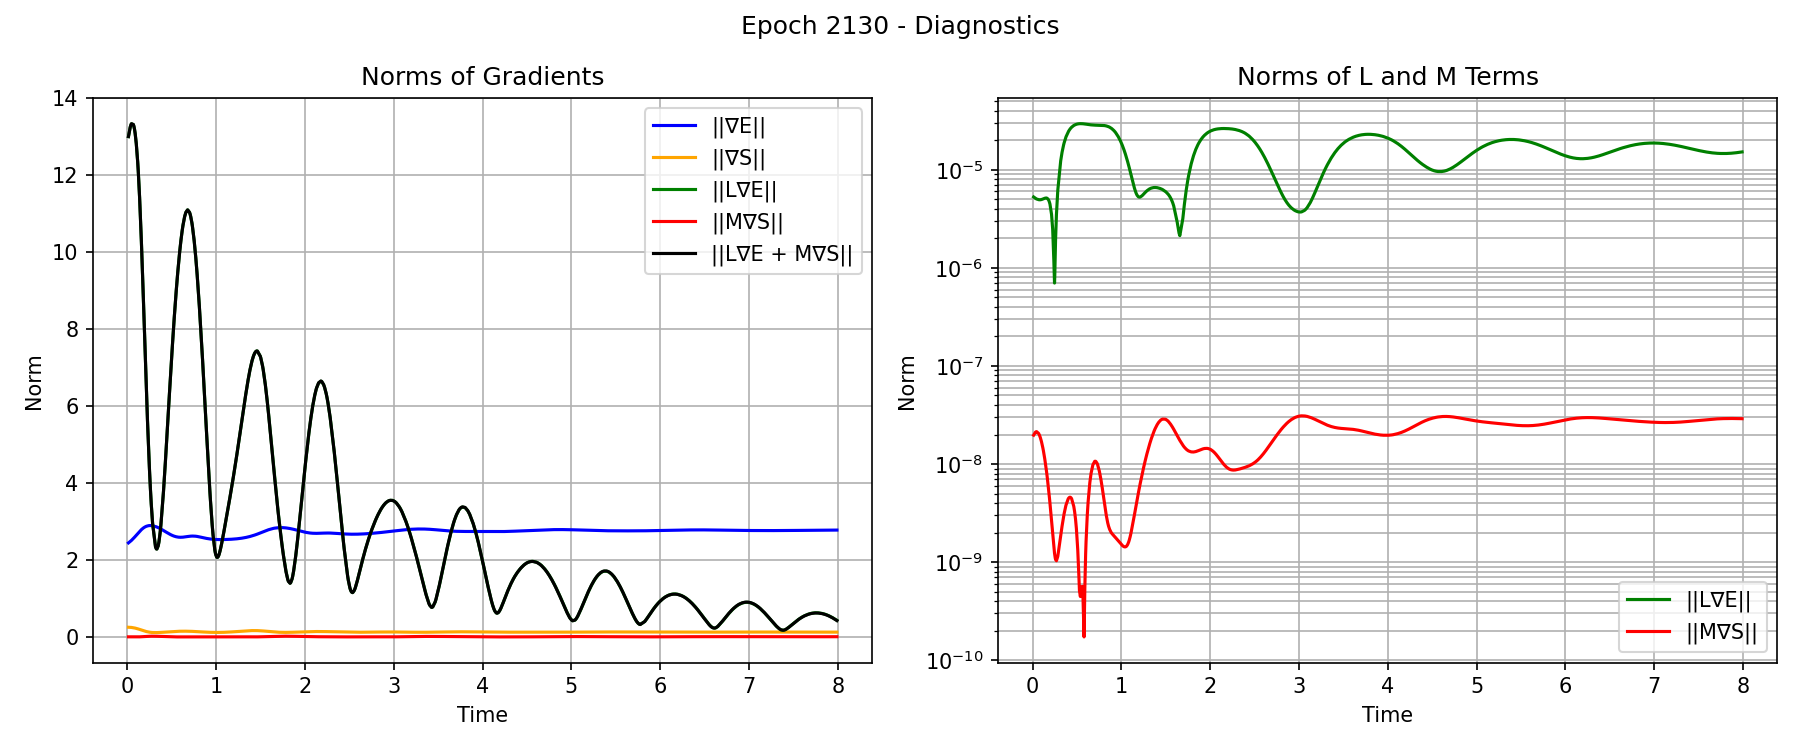 Epoch 2130 - Diagnostics
Norms of Gradients
14
12
10
8
6
4
2
0
Norm
0 1 2 3 4 5 6 7 8
Time
||∇E||
||∇S||
||L∇E||
||M∇S||
||L∇E + M∇S||
Norms of L and M Terms
10⁻⁵
10⁻⁶
10⁻⁷
10⁻⁸
10⁻⁹
10⁻¹⁰
Norm
0 1 2 3 4 5 6 7 8
Time
||L∇E||
||M∇S||